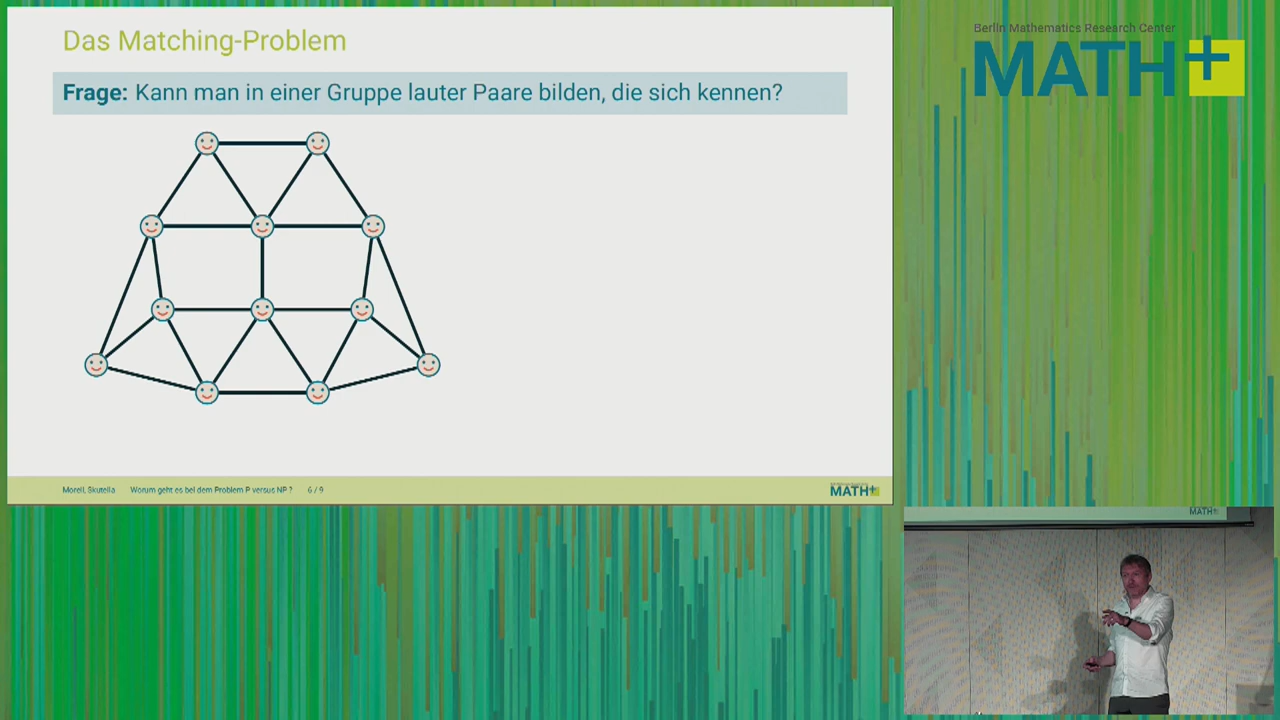 Das Matching-Problem
Frage: Kann man in einer Gruppe lauter Paare bilden, die sich kennen?
Morell, Skutella Worum geht es bei dem Problem P versus NP ? 6 / 9
MATH+
Berlin Mathematics Research Center
MATH+
MATH+